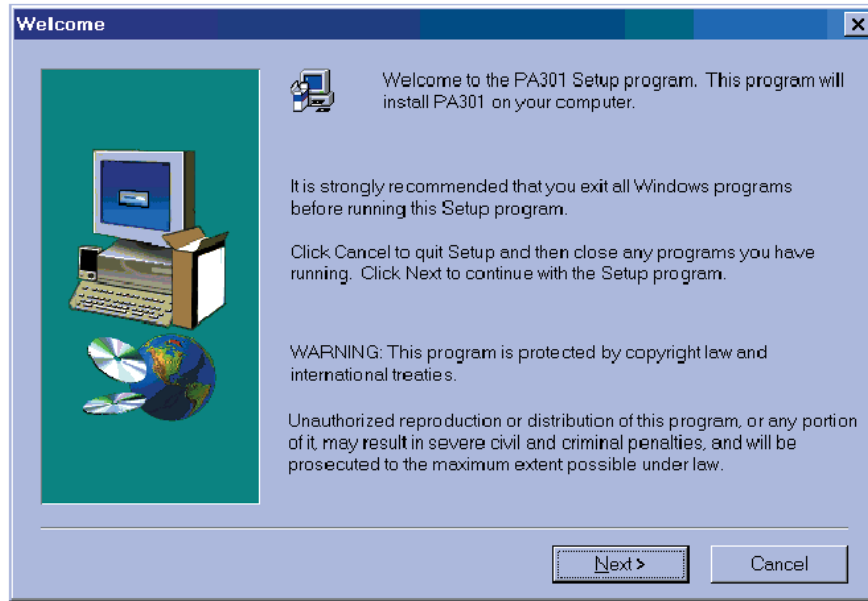 Welcome
Welcome to the PA301 Setup program. This program will
install PA301 on your computer.
It is strongly recommended that you exit all Windows programs
before running this Setup program.
Click Cancel to quit Setup and then close any programs you have
running. Click Next to continue with the Setup program.
WARNING: This program is protected by copyright law and
international treaties.
Unauthorized reproduction or distribution of this program, or any portion
of it, may result in severe civil and criminal penalties, and will be
prosecuted to the maximum extent possible under law.
Next >
Cancel